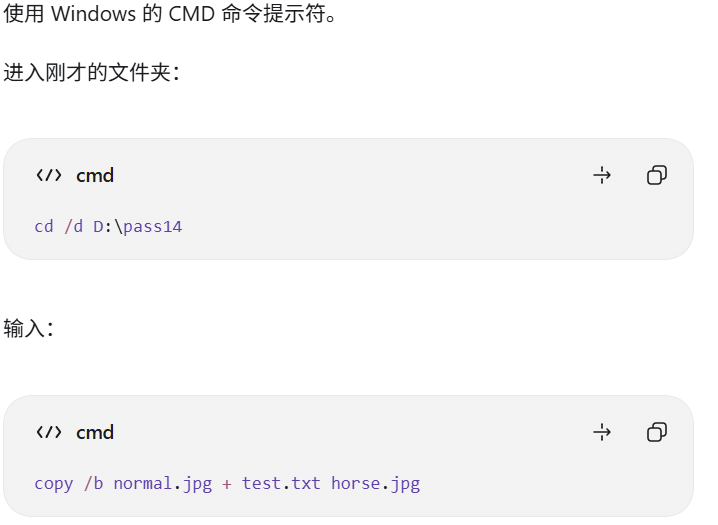 使用 Windows 的 CMD 命令提示符。
进入刚才的文件夹：
</> cmd
cd /d D:\pass14
输入：
</> cmd
copy /b normal.jpg + test.txt horse.jpg